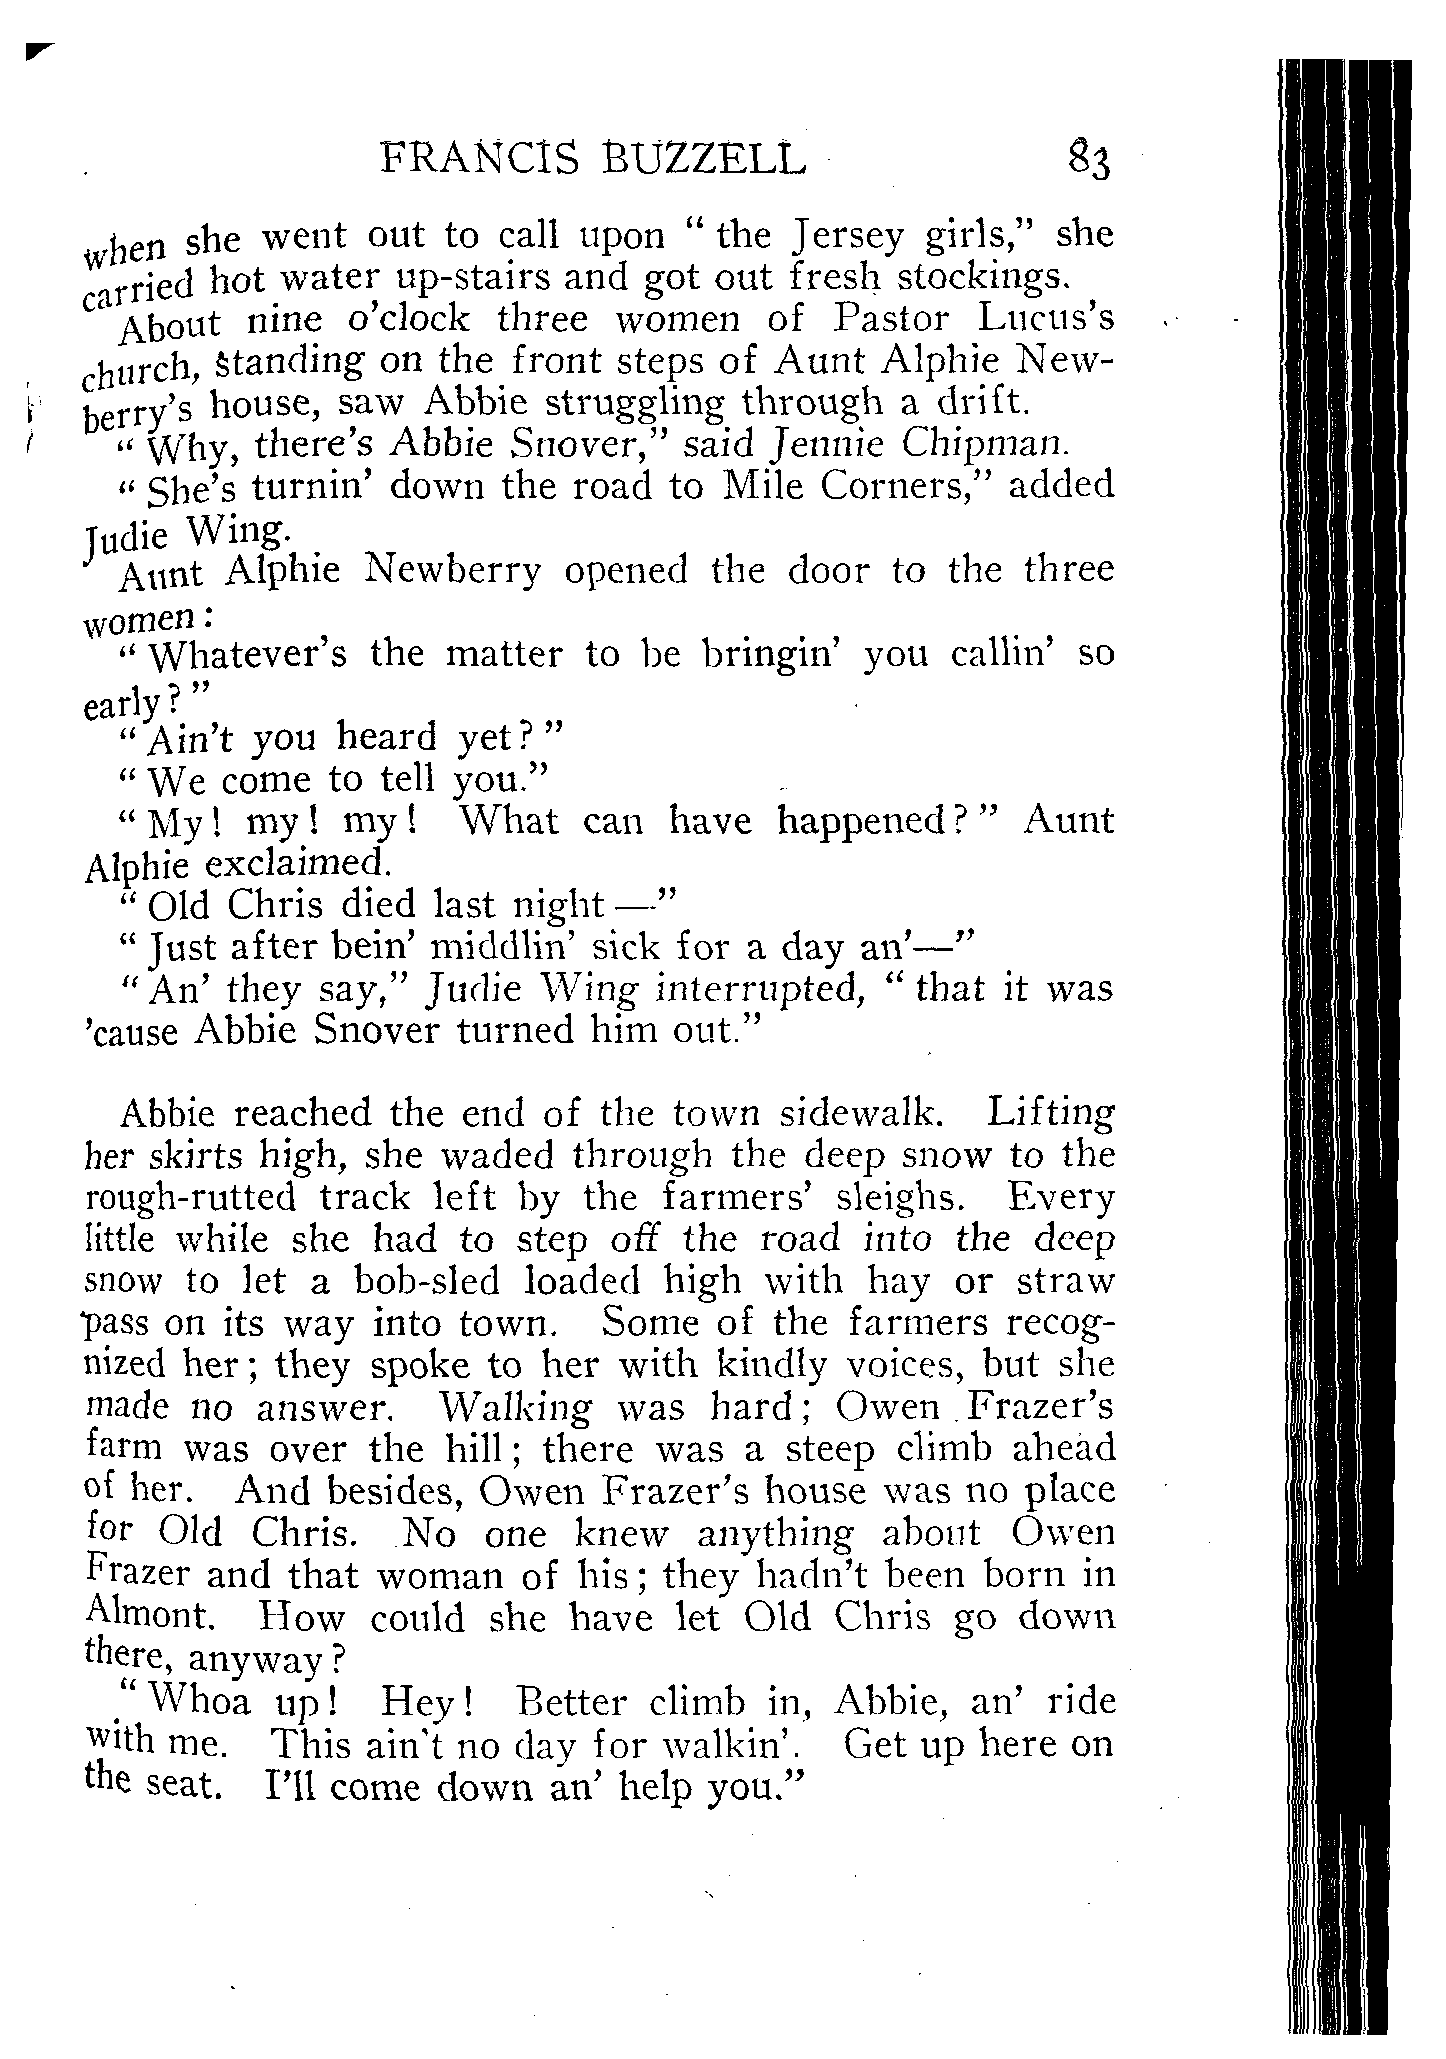 FRANCIS BUZZELL 83
when she went out to call upon " the Jersey girls," she
carried hot water up-stairs and got out fresh stockings.
About nine o'clock three women of Pastor Lucus's
church, standing on the front steps of Aunt Alphie New-
berry's house, saw Abbie struggling through a drift.
" Why, there's Abbie Snover," said Jennie Chipman.
" She's turnin' down the road to Mile Corners," added
Judie Wing.
Aunt Alphie Newberry opened the door to the three
women:
" Whatever's the matter to be bringin' you callin' so
early? "
" Ain't you heard yet? "
" We come to tell you."
" My! my! my! What can have happened? " Aunt
Alphie exclaimed.
" Old Chris died last night —"
" Just after bein' middlin' sick for a day an'—"
" An' they say," Judie Wing interrupted, " that it was
'cause Abbie Snover turned him out."
Abbie reached the end of the town sidewalk. Lifting
her skirts high, she waded through the deep snow to the
rough-rutted track left by the farmers' sleighs. Every
little while she had to step off the road into the deep
snow to let a bob-sled loaded high with hay or straw
pass on its way into town. Some of the farmers recog-
nized her; they spoke to her with kindly voices, but she
made no answer. Walking was hard; Owen Frazer's
farm was over the hill; there was a steep climb ahead
of her. And besides, Owen Frazer's house was no place
for Old Chris. No one knew anything about Owen
Frazer and that woman of his; they hadn't been born in
Almont. How could she have let Old Chris go down
there, anyway?
" Whoa up! Hey! Better climb in, Abbie, an' ride
with me. This ain't no day for walkin'. Get up here on
the seat. I'll come down an' help you."